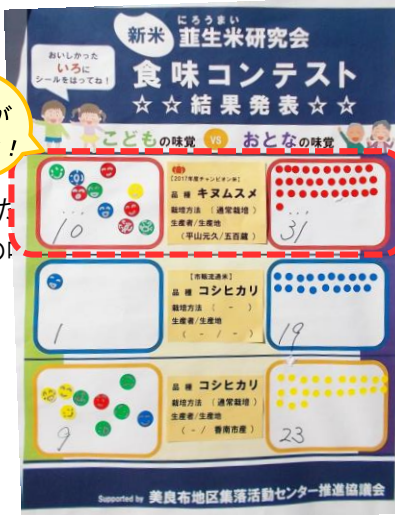 新米
にろうまい
韮生米研究会
おいしかった
いろに
シールをはってね!
食味コンテスト
☆☆結果発表☆☆
が
!
こどもの味覚 VS おとなの味覚
た
の
【2017年度チャンピオン米】
品種 キヌムスメ
栽培方法 (通常栽培)
生産者/生産地
(平山元久/五百蔵)
10
31
【市販流通米】
品種 コシヒカリ
栽培方法 ( - )
生産者/生産地
( - / - )
1
19
品種 コシヒカリ
栽培方法 (通常栽培)
生産者/生産地
( - / 香南市産)
9
23
Supported by 美良布地区集落活動センター推進協議会